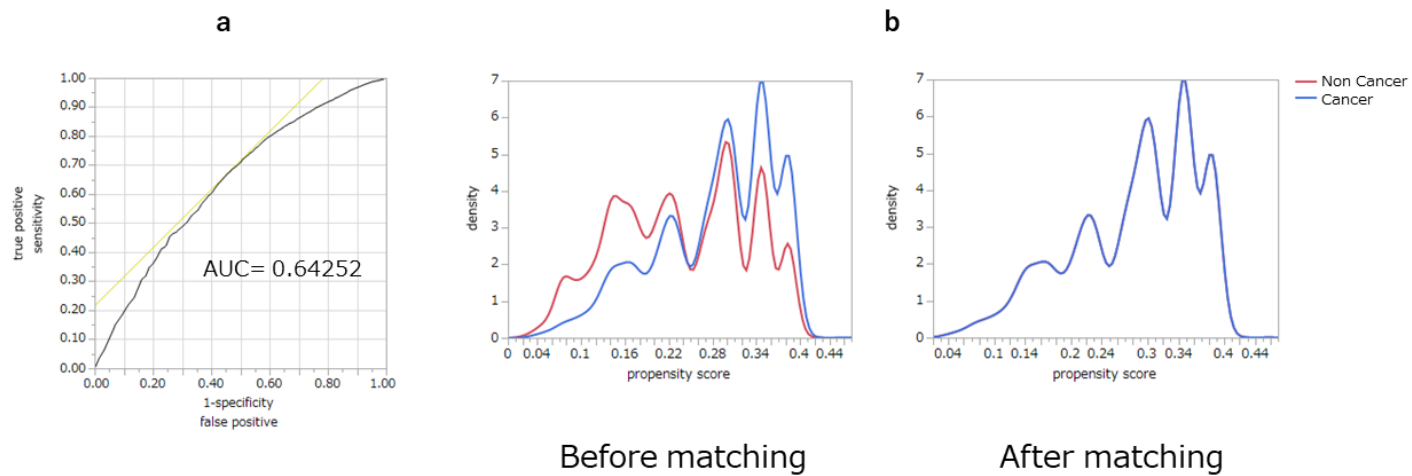 a
1.00
0.90
0.80
0.70
0.60
0.50
0.40
0.30
0.20
0.10
0.00
true positive
sensitivity
AUC= 0.64252
0.00 0.20 0.40 0.60 0.80 1.00
1-specificity
false positive
b
7
6
5
4
3
2
1
0
density
0 0.04 0.1 0.16 0.22 0.28 0.34 0.4 0.44
propensity score
Before matching
7
6
5
4
3
2
1
0
density
0.04 0.1 0.14 0.2 0.24 0.3 0.34 0.4 0.44
propensity score
After matching
Non Cancer
Cancer